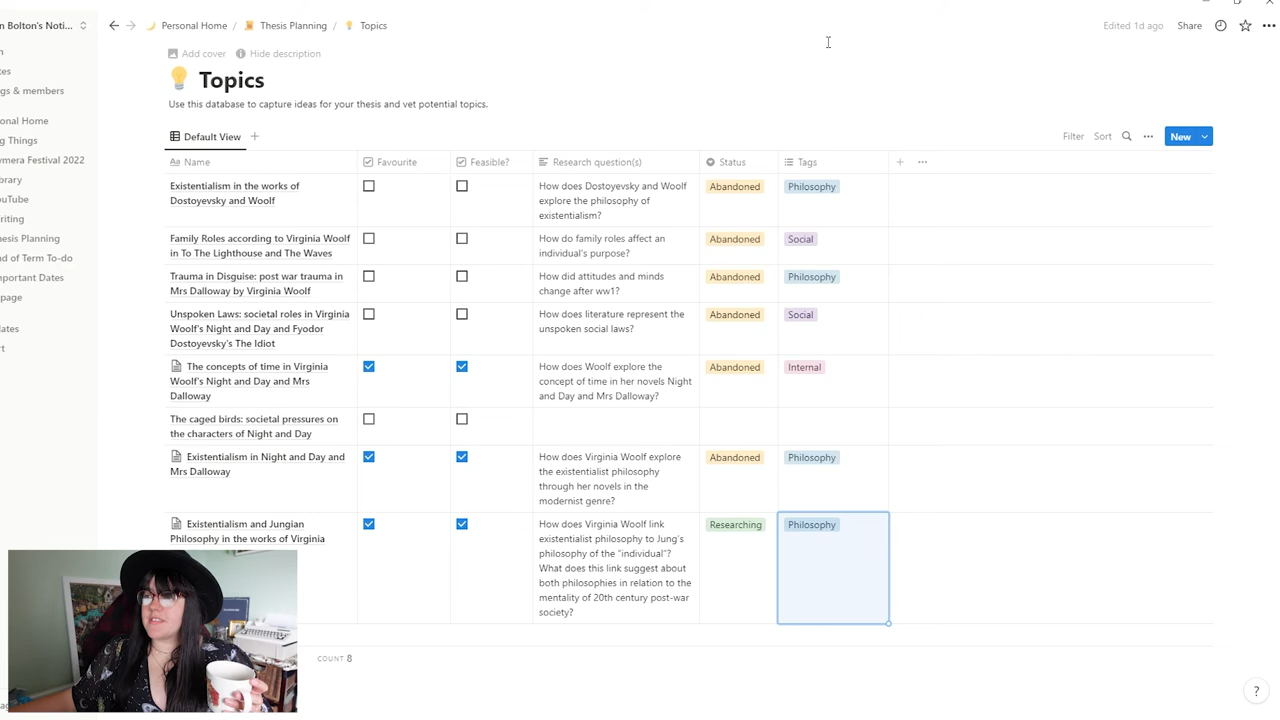 n Bolton's Noti...
Personal Home / Thesis Planning / Topics
Edited 1d ago Share
Add cover Hide description
Topics
Use this database to capture ideas for your thesis and vet potential topics.
Default View
Filter Sort New
Name Favourite Feasible? Research question(s) Status Tags
Existentialism in the works of
Dostoyevsky and Woolf
How does Dostoyevsky and Woolf
explore the philosophy of
existentialism?
Abandoned
Philosophy
Family Roles according to Virginia Woolf
in To The Lighthouse and The Waves
How do family roles affect an
individual's purpose?
Abandoned
Social
Trauma in Disguise: post war trauma in
Mrs Dalloway by Virginia Woolf
How did attitudes and minds
change after ww1?
Abandoned
Philosophy
Unspoken Laws: societal roles in Virginia
Woolf's Night and Day and Fyodor
Dostoyevsky's The Idiot
How does literature represent the
unspoken social laws?
Abandoned
Social
The concepts of time in Virginia
Woolf's Night and Day and Mrs
Dalloway
How does Woolf explore the
concept of time in her novels Night
and Day and Mrs Dalloway?
Abandoned
Internal
The caged birds: societal pressures on
the characters of Night and Day
Existentialism in Night and Day and
Mrs Dalloway
How does Virginia Woolf explore
the existentialist philosophy
through her novels in the
modernist genre?
Abandoned
Philosophy
Existentialism and Jungian
Philosophy in the works of Virginia
How does Virginia Woolf link
existentialist philosophy to Jung's
philosophy of the "individual"?
What does this link suggest about
both philosophies in relation to the
mentality of 20th century post-war
society?
Researching
Philosophy
COUNT 8
?
n
tes
gs & members
onal Home
g Things
ymera Festival 2022
brary
uTube
riting
hesis Planning
nd of Term To-do
mportant Dates
page
lates
rt